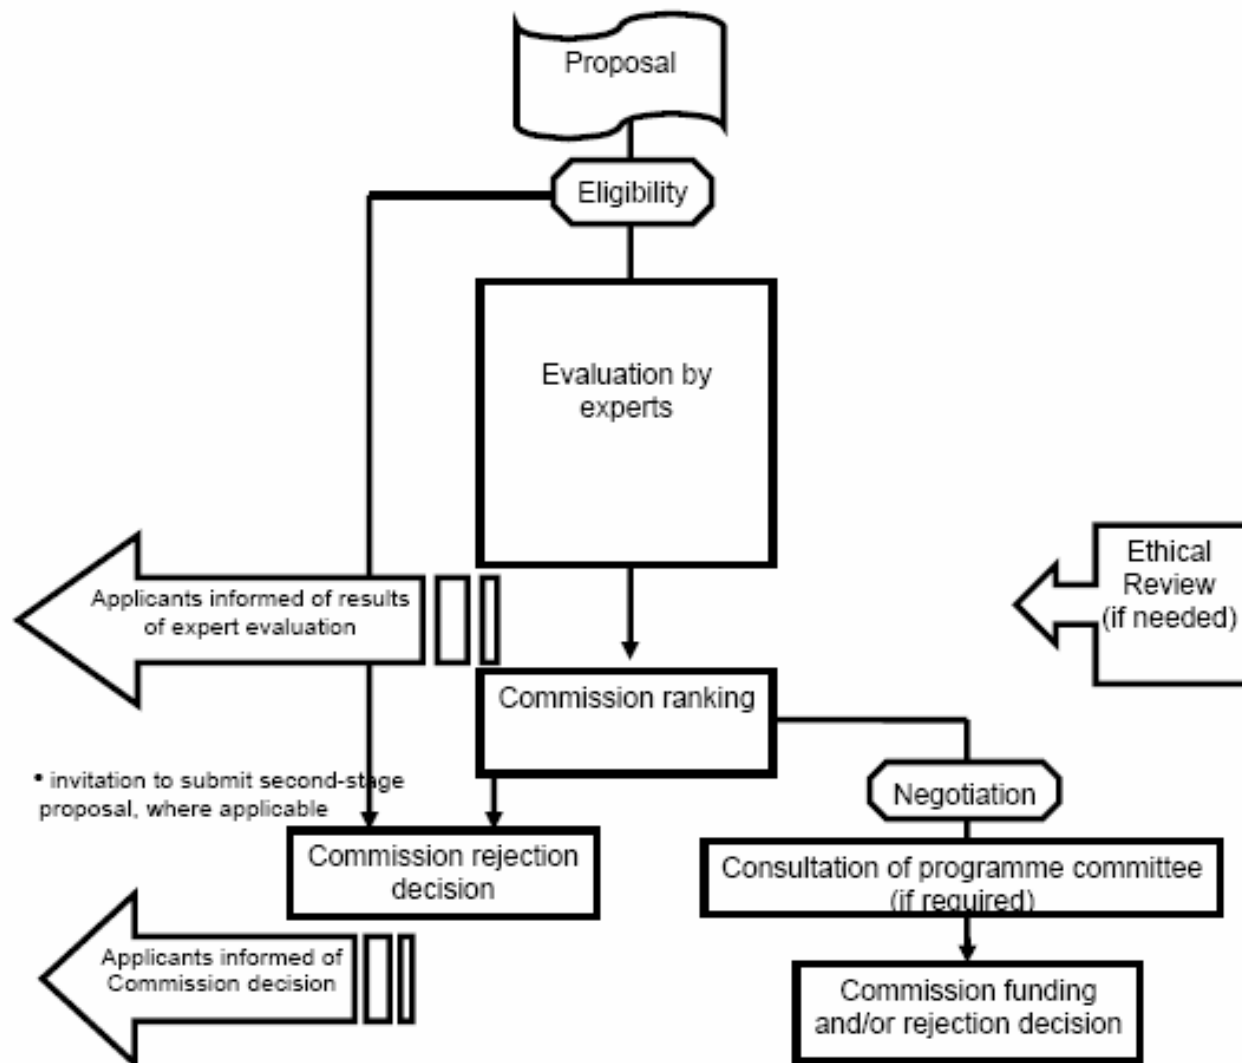 Proposal
Eligibility
Evaluation by
experts
Ethical
Review
(if needed)
Applicants informed of results
of expert evaluation
Commission ranking
• invitation to submit second-stage
proposal, where applicable
Negotiation
Commission rejection
decision
Consultation of programme committee
(if required)
Applicants informed of
Commission decision
Commission funding
and/or rejection decision